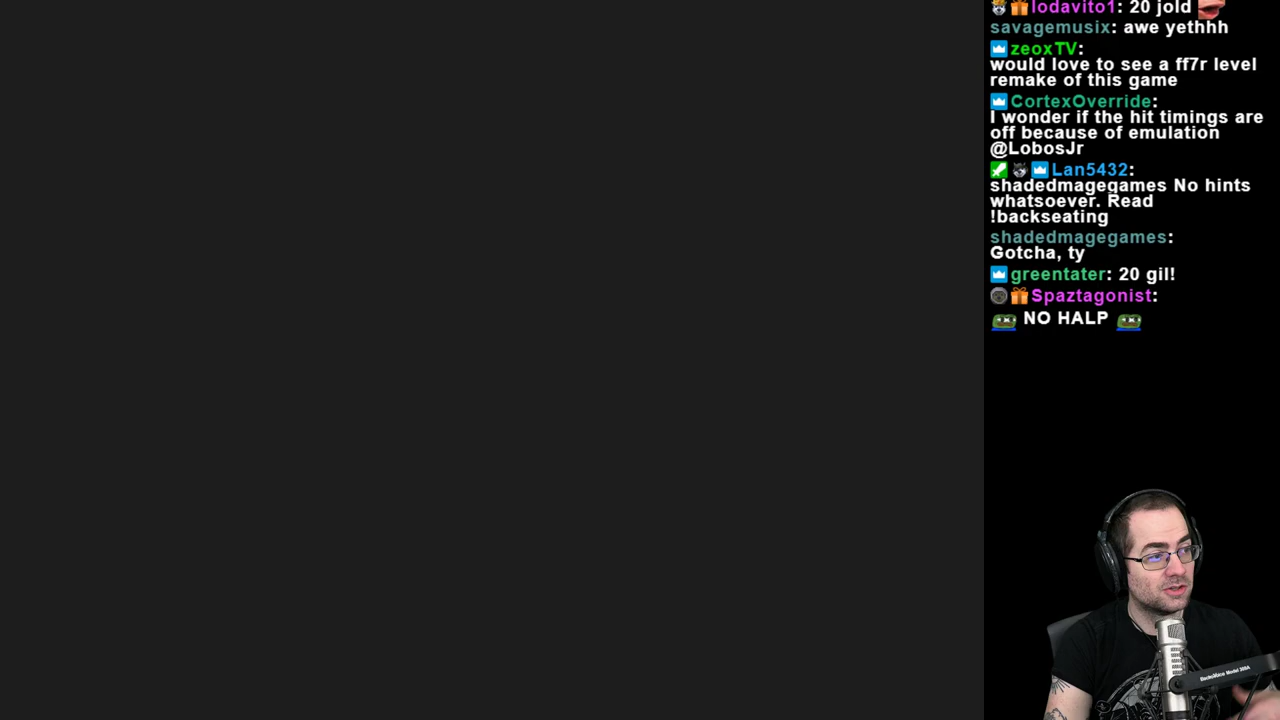 lodavito1: 20 jold
savagemusix: awe yethhh
zeoxTV:
would love to see a ff7r level
remake of this game
CortexOverride:
I wonder if the hit timings are
off because of emulation
@LobosJr
Lan5432:
shadedmagegames No hints
whatsoever. Read
!backseating
shadedmagegames:
Gotcha, ty
greentater: 20 gil!
Spaztagonist:
NO HALP